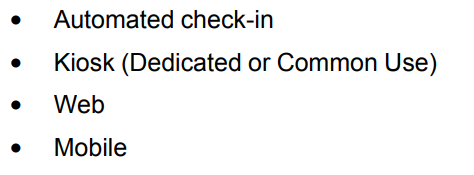 • Automated check-in
• Kiosk (Dedicated or Common Use)
• Web
• Mobile